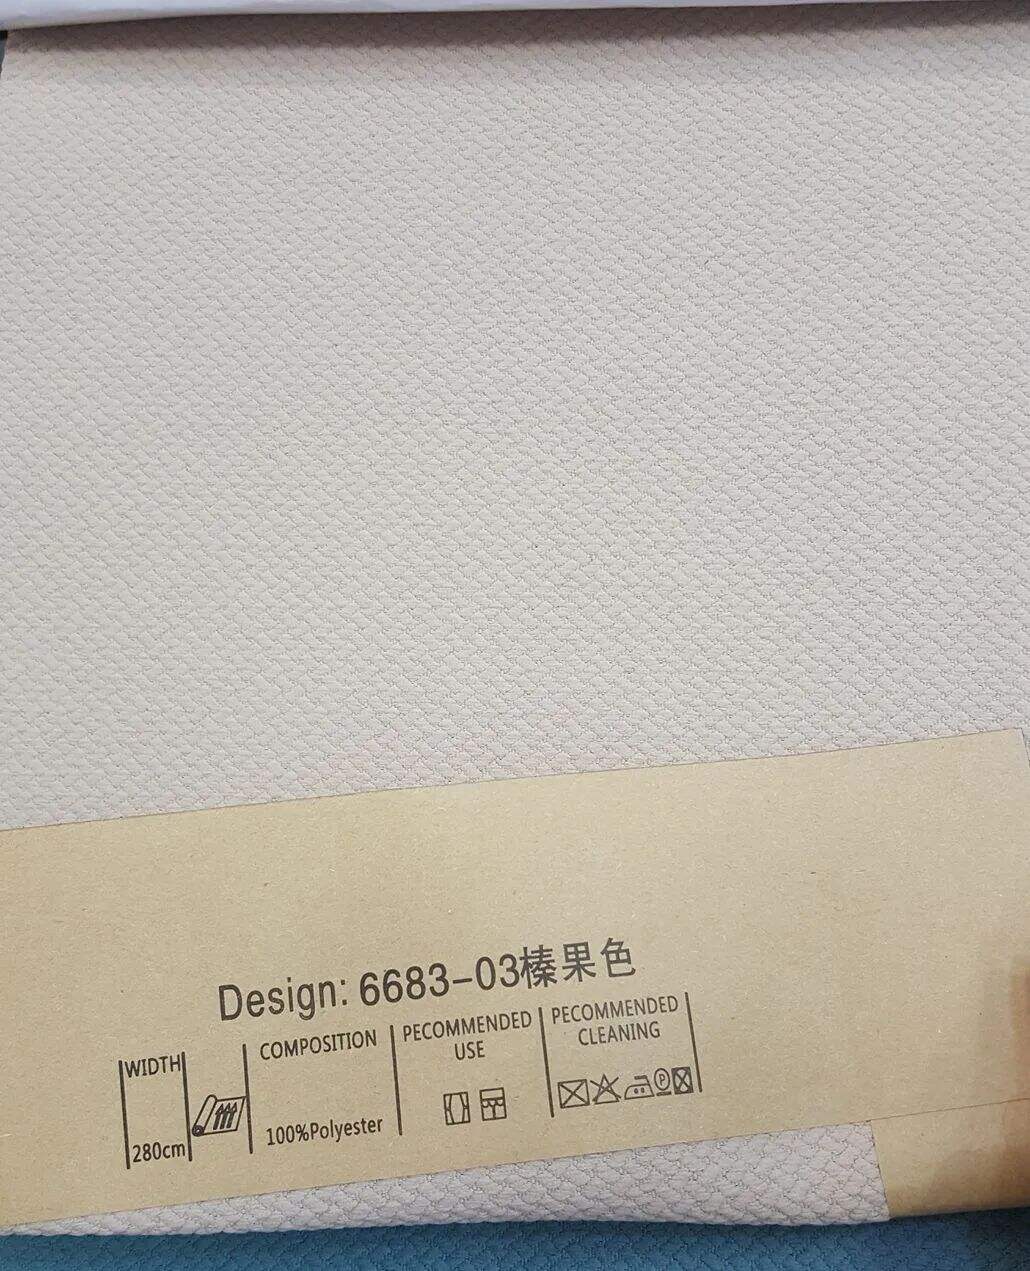 Design: 6683-03榛果色
WIDTH
280cm
COMPOSITION
100%Polyester
PECOMMENDED
USE
PECOMMENDED
CLEANING
P